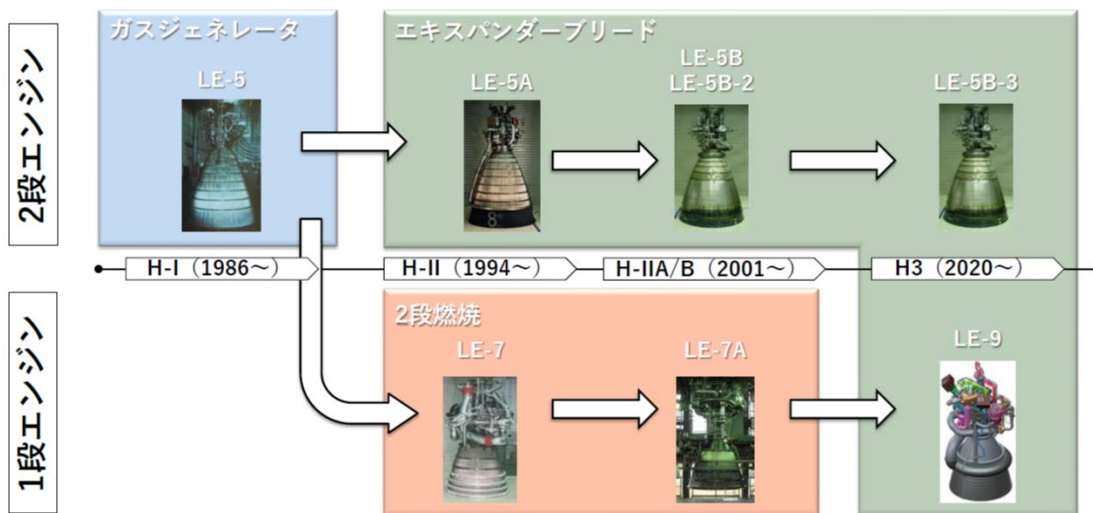 2段エンジン
ガスジェネレータ
LE-5
エキスパンダーブリード
LE-5A
LE-5B
LE-5B-2
LE-5B-3
H-I（1986～）
H-II（1994～）
H-IIA/B（2001～）
H3（2020～）
1段エンジン
2段燃焼
LE-7
LE-7A
LE-9
8